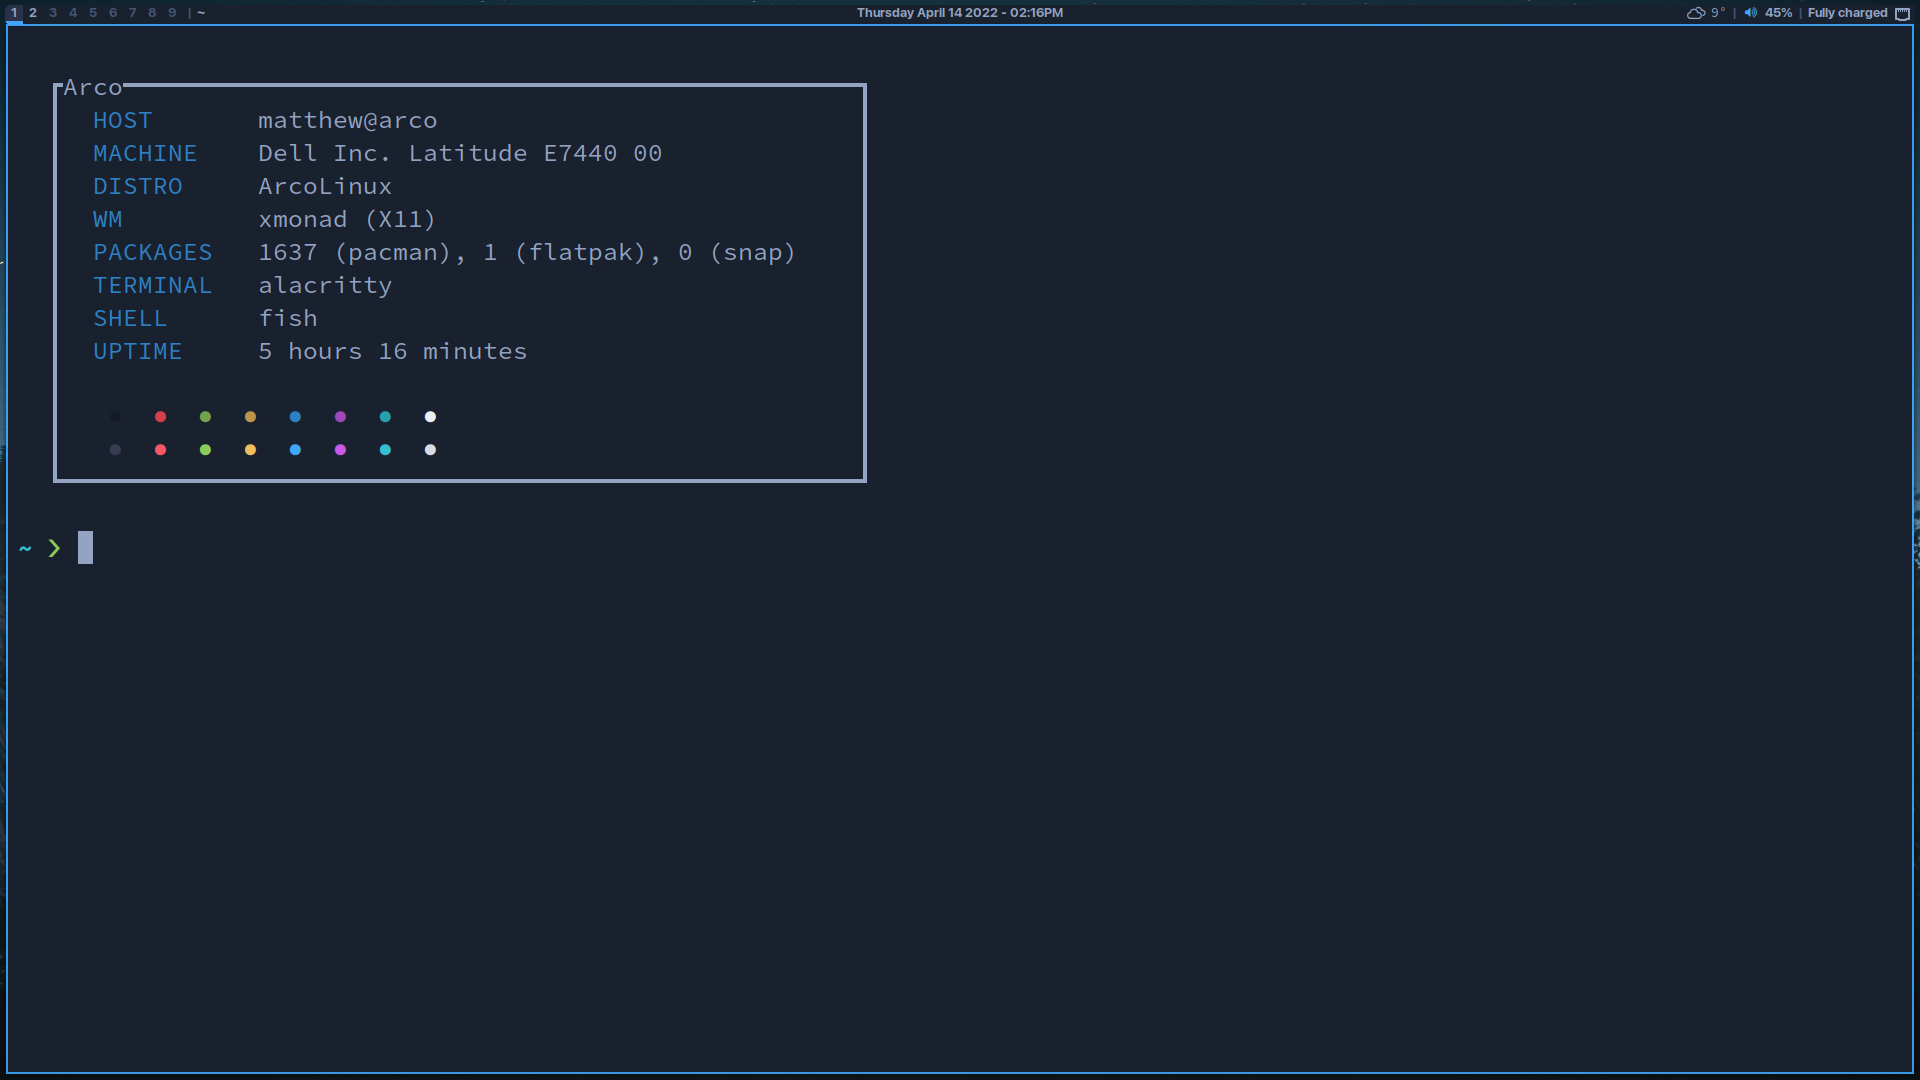 1 2 3 4 5 6 7 8 9 | ~ Thursday April 14 2022 - 02:16PM 9° | 45% | Fully charged
Arco
HOST matthew@arco
MACHINE Dell Inc. Latitude E7440 00
DISTRO ArcoLinux
WM xmonad (X11)
PACKAGES 1637 (pacman), 1 (flatpak), 0 (snap)
TERMINAL alacritty
SHELL fish
UPTIME 5 hours 16 minutes
~ ❯